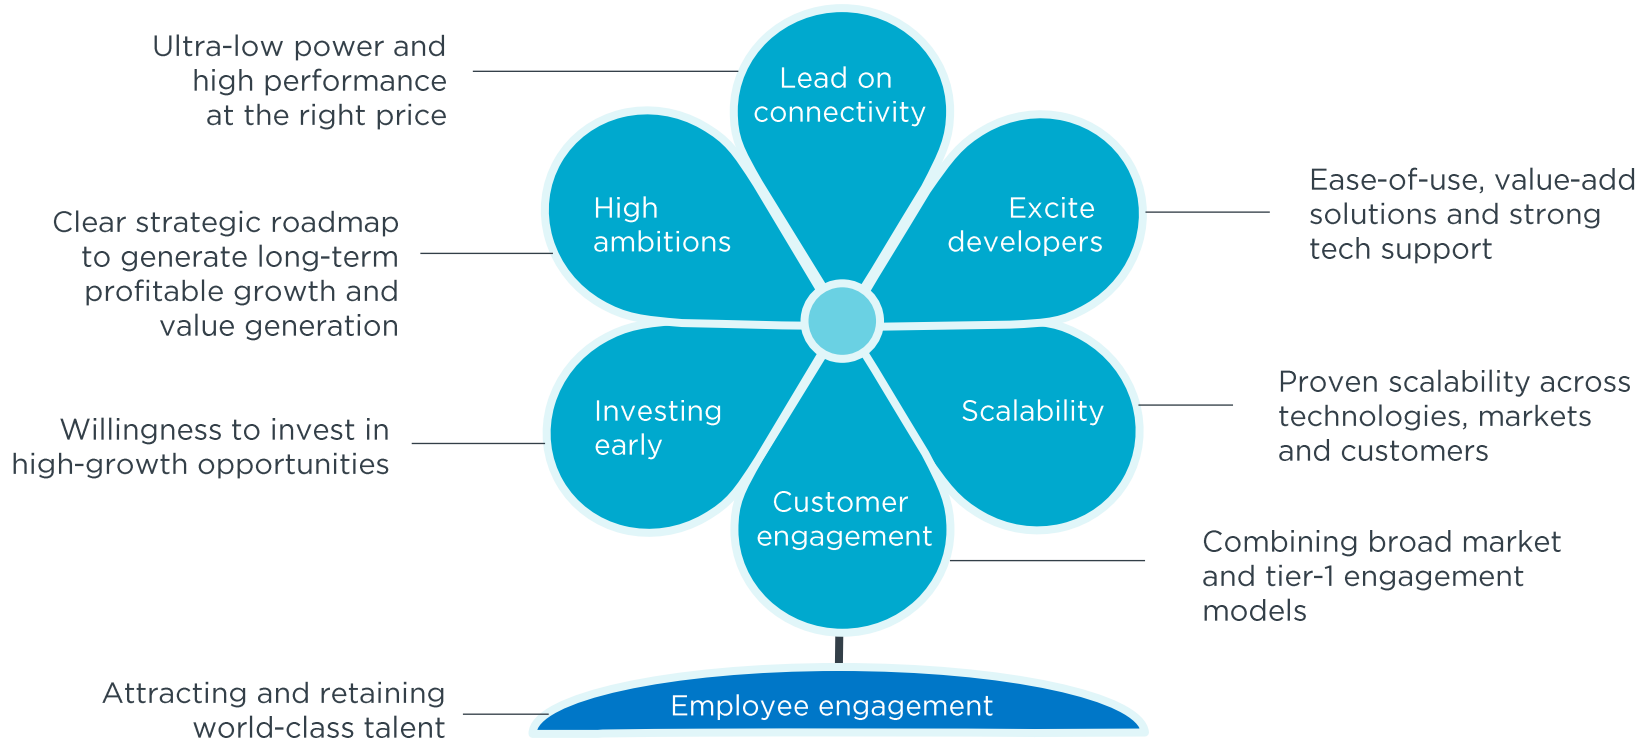 Ultra-low power and
high performance
at the right price
Lead on
connectivity
High
ambitions
Clear strategic roadmap
to generate long-term
profitable growth and
value generation
Excite
developers
Ease-of-use, value-add
solutions and strong
tech support
Investing
early
Willingness to invest in
high-growth opportunities
Scalability
Proven scalability across
technologies, markets
and customers
Customer
engagement
Combining broad market
and tier-1 engagement
models
Attracting and retaining
world-class talent
Employee engagement